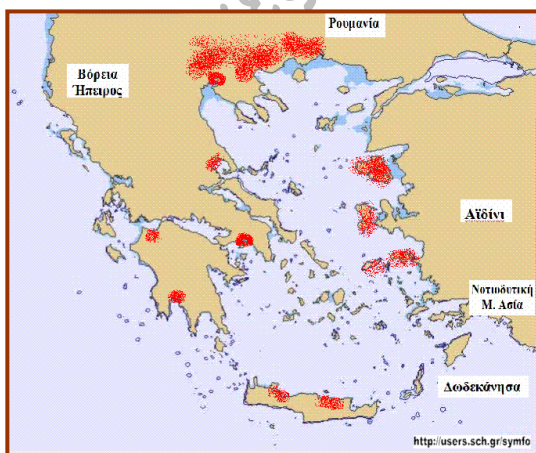 Ρουμανία
Βόρεια
Ήπειρος
Αϊδίνι
Νοτιοδυτική
Μ. Ασία
Δωδεκάνησα
http://users.sch.gr/symfo